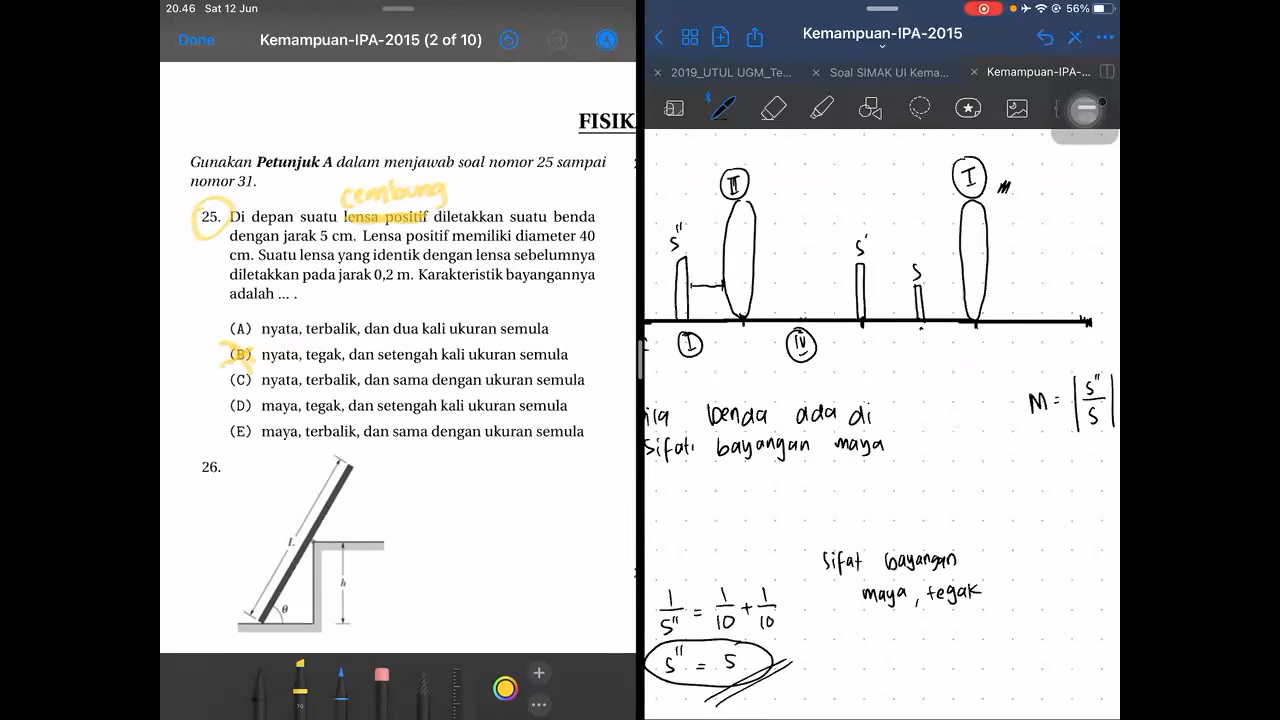 20.46 Sat 12 Jun
56%
Done
Kemampuan-IPA-2015 (2 of 10)
Kemampuan-IPA-2015
2019_UTUL UGM_Te...
Soal SIMAK UI Kema...
Kemampuan-IPA-...
FISIKA
Gunakan Petunjuk A dalam menjawab soal nomor 25 sampai
nomor 31.
cembung
25. Di depan suatu lensa positif diletakkan suatu benda
dengan jarak 5 cm. Lensa positif memiliki diameter 40
cm. Suatu lensa yang identik dengan lensa sebelumnya
diletakkan pada jarak 0,2 m. Karakteristik bayangannya
adalah ... .
(A) nyata, terbalik, dan dua kali ukuran semula
(B) nyata, tegak, dan setengah kali ukuran semula
(C) nyata, terbalik, dan sama dengan ukuran semula
(D) maya, tegak, dan setengah kali ukuran semula
(E) maya, terbalik, dan sama dengan ukuran semula
26.
L
h
θ
70
II
I
S"
S'
S
I
IV
M = |S"/S|
ila benda ada di
sifat bayangan maya
sifat bayangan
maya, tegak
1/S" = 1/10 + 1/10
S" = 5